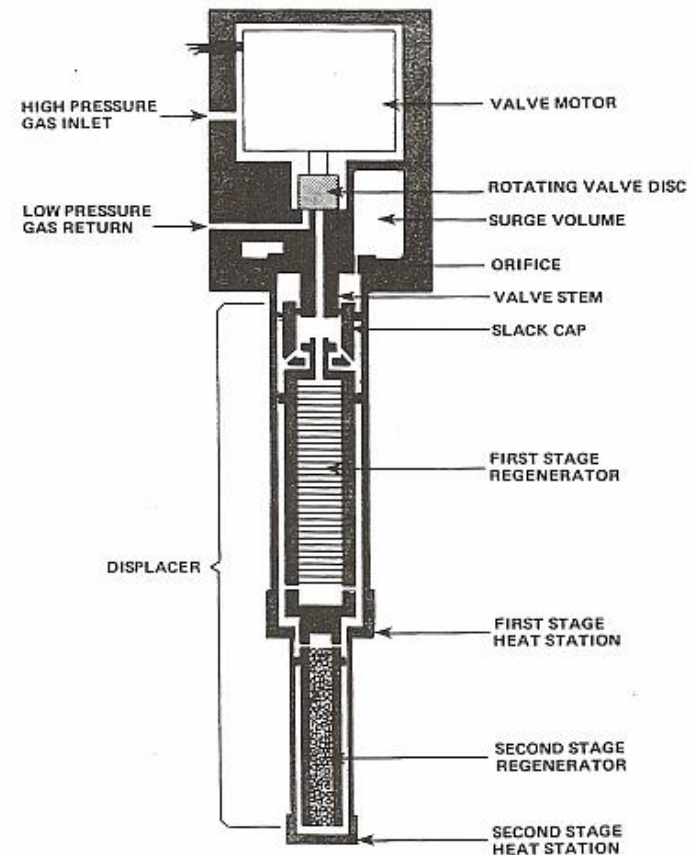 HIGH PRESSURE
GAS INLET
LOW PRESSURE
GAS RETURN
DISPLACER
VALVE MOTOR
ROTATING VALVE DISC
SURGE VOLUME
ORIFICE
VALVE STEM
SLACK CAP
FIRST STAGE
REGENERATOR
FIRST STAGE
HEAT STATION
SECOND STAGE
REGENERATOR
SECOND STAGE
HEAT STATION